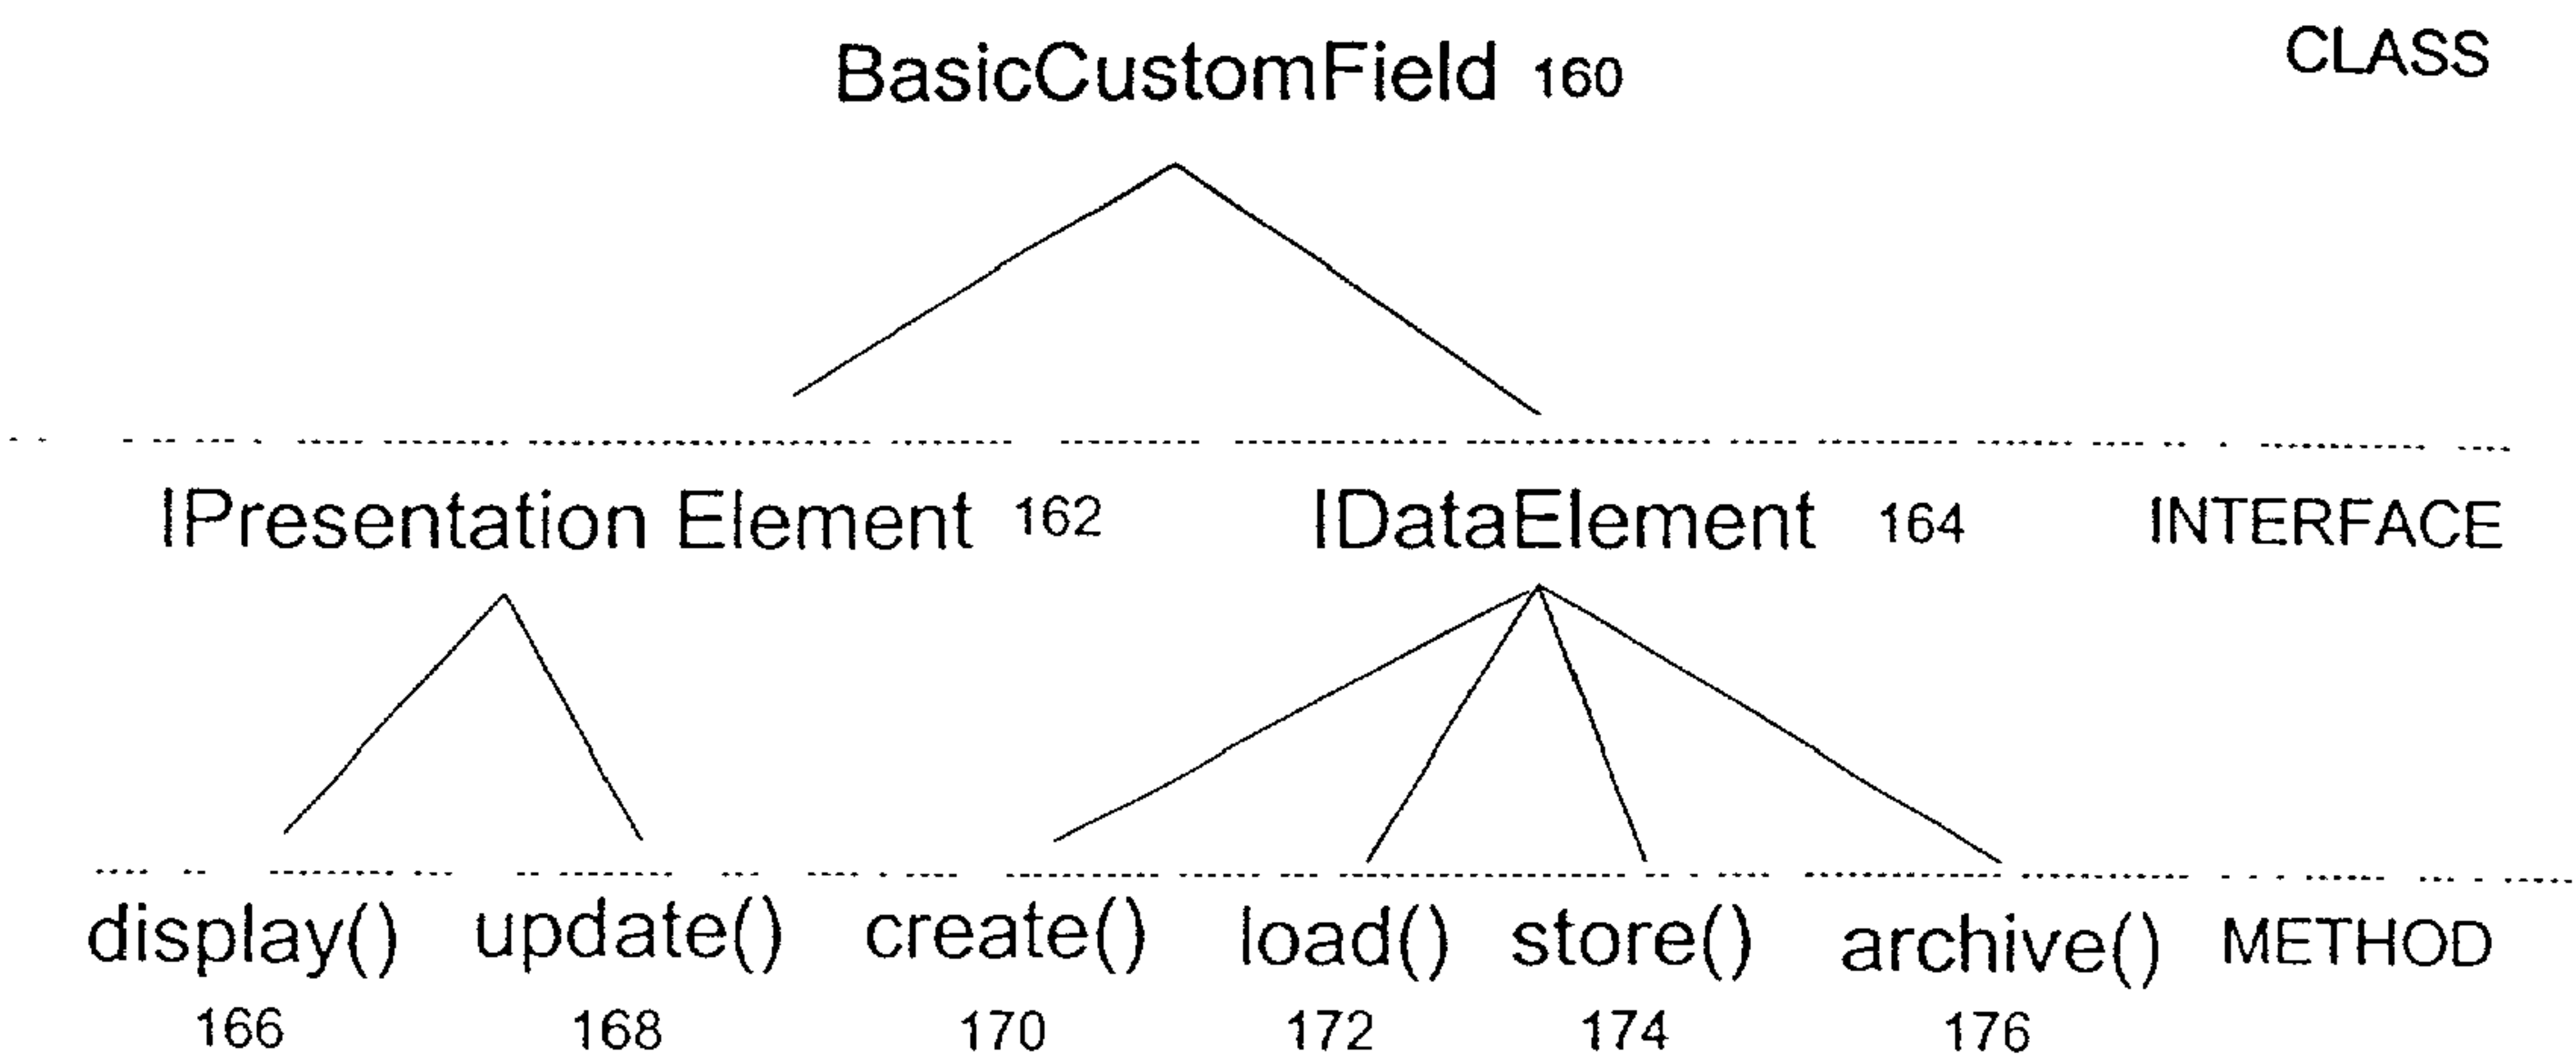 BasicCustomField 160 CLASS
IPresentation Element 162 IDataElement 164 INTERFACE
display() update() create() load() store() archive() METHOD
166 168 170 172 174 176